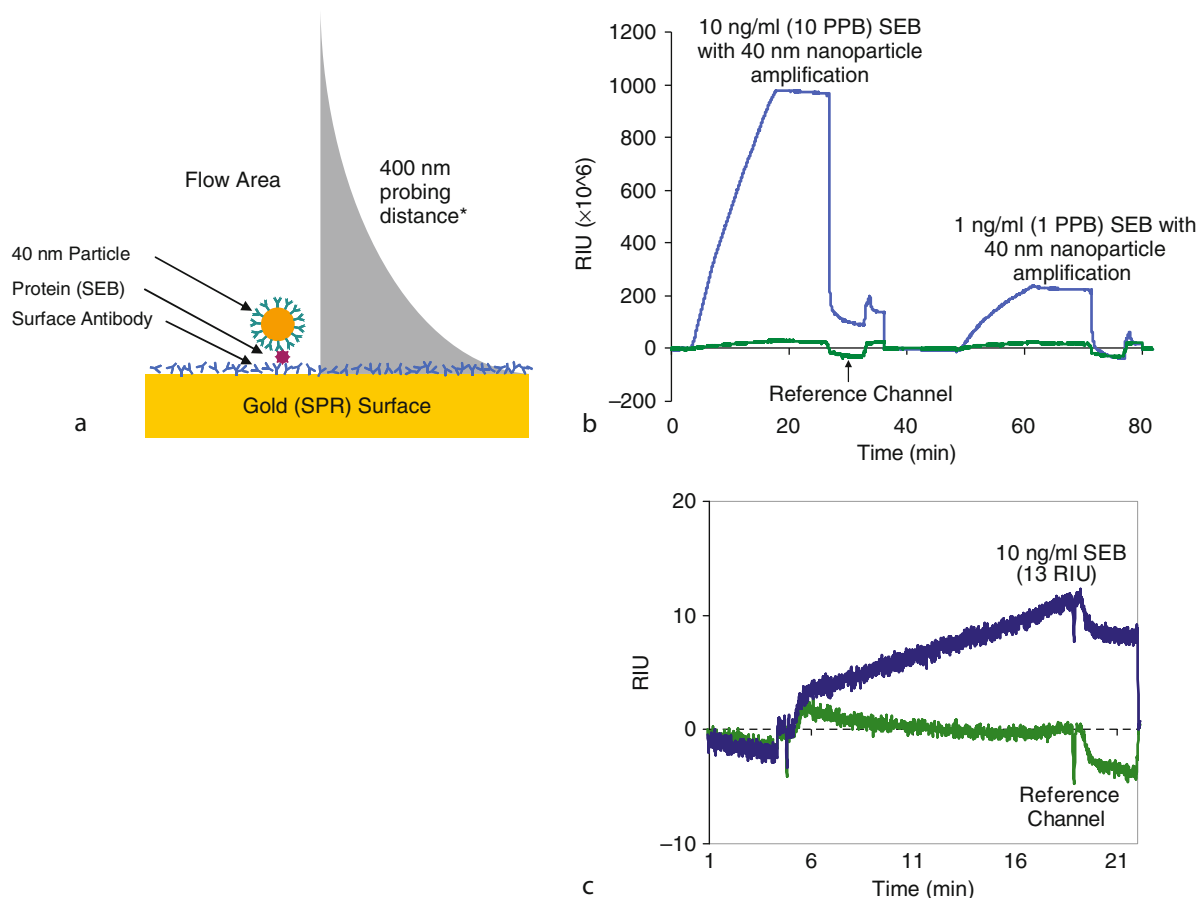 Flow Area
400 nm
probing
distance*
40 nm Particle
Protein (SEB)
Surface Antibody
Gold (SPR) Surface
a
1200
1000
800
600
400
200
0
−200
RIU (×10^6)
10 ng/ml (10 PPB) SEB
with 40 nm nanoparticle
amplification
1 ng/ml (1 PPB) SEB with
40 nm nanoparticle
amplification
Reference Channel
0
20
40
60
80
Time (min)
b
20
10
0
−10
RIU
10 ng/ml SEB
(13 RIU)
Reference
Channel
1
6
11
16
21
Time (min)
c